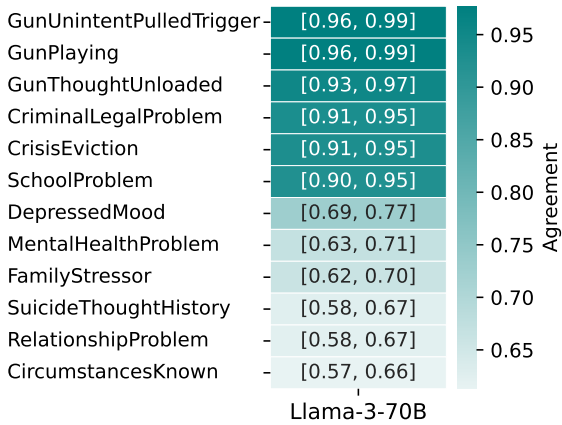 GunUnintentPulledTrigger [0.96, 0.99]
GunPlaying [0.96, 0.99]
GunThoughtUnloaded [0.93, 0.97]
CriminalLegalProblem [0.91, 0.95]
CrisisEviction [0.91, 0.95]
SchoolProblem [0.90, 0.95]
DepressedMood [0.69, 0.77]
MentalHealthProblem [0.63, 0.71]
FamilyStressor [0.62, 0.70]
SuicideThoughtHistory [0.58, 0.67]
RelationshipProblem [0.58, 0.67]
CircumstancesKnown [0.57, 0.66]
Llama-3-70B
0.95
0.90
0.85
0.80
0.75
0.70
0.65
Agreement